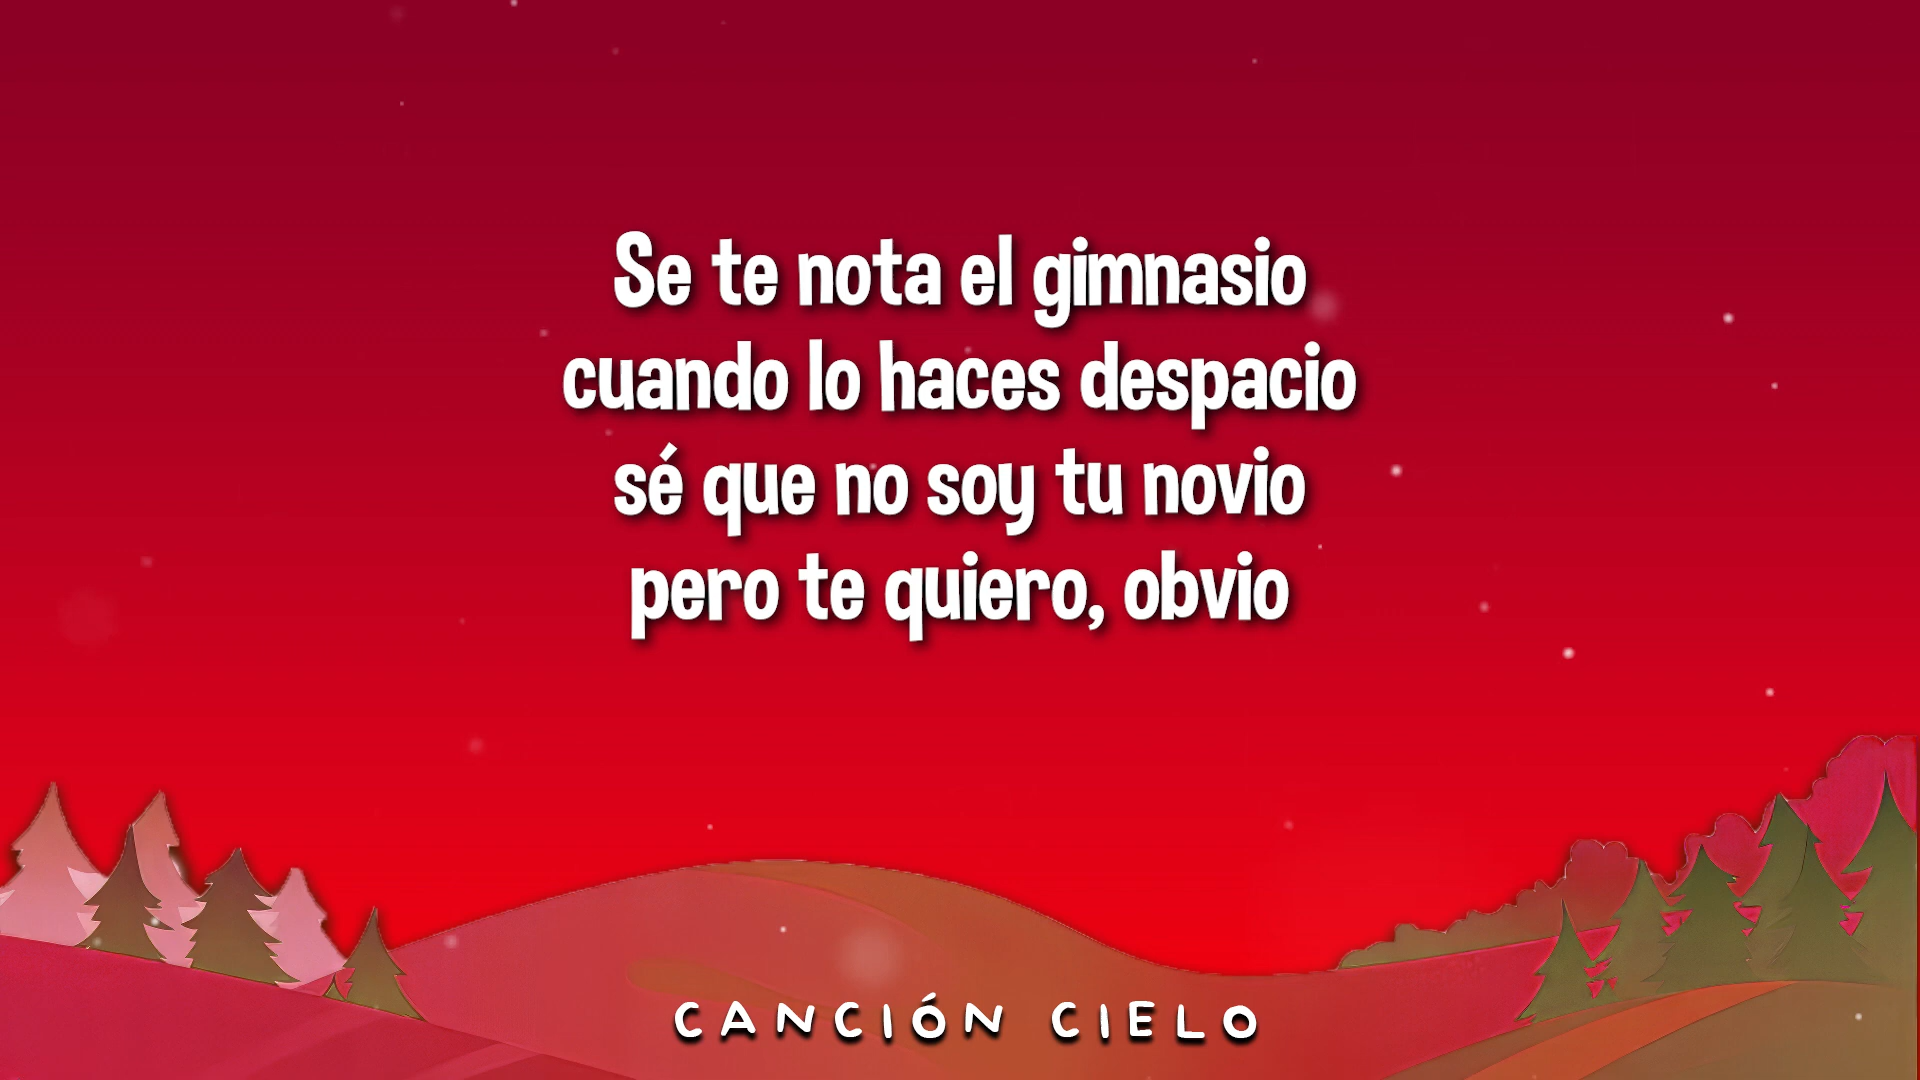 Se te nota el gimnasio
cuando lo haces despacio
sé que no soy tu novio
pero te quiero, obvio
CANCIÓN CIELO